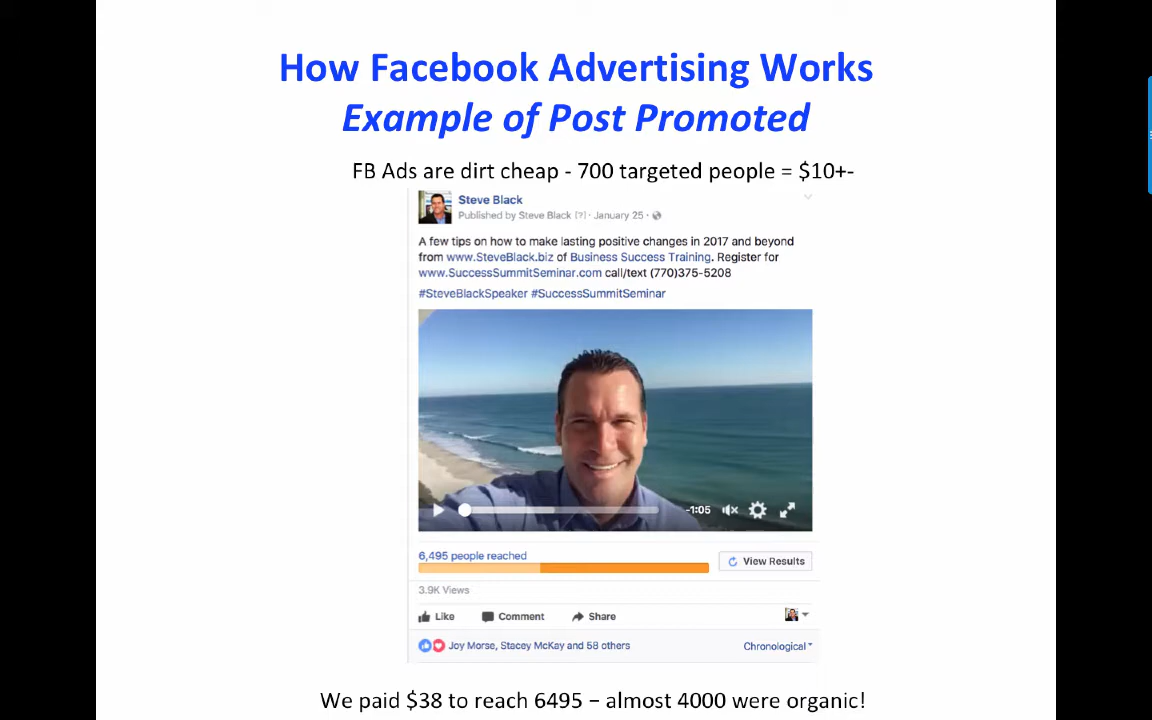 How Facebook Advertising Works
Example of Post Promoted
FB Ads are dirt cheap - 700 targeted people = $10+-
Steve Black
Published by Steve Black [?] · January 25 ·
A few tips on how to make lasting positive changes in 2017 and beyond
from www.SteveBlack.biz of Business Success Training. Register for
www.SuccessSummitSeminar.com call/text (770)375-5208
#SteveBlackSpeaker #SuccessSummitSeminar
-1:05
6,495 people reached
View Results
3.9K Views
Like Comment Share
Joy Morse, Stacey McKay and 58 others
Chronological
We paid $38 to reach 6495 – almost 4000 were organic!